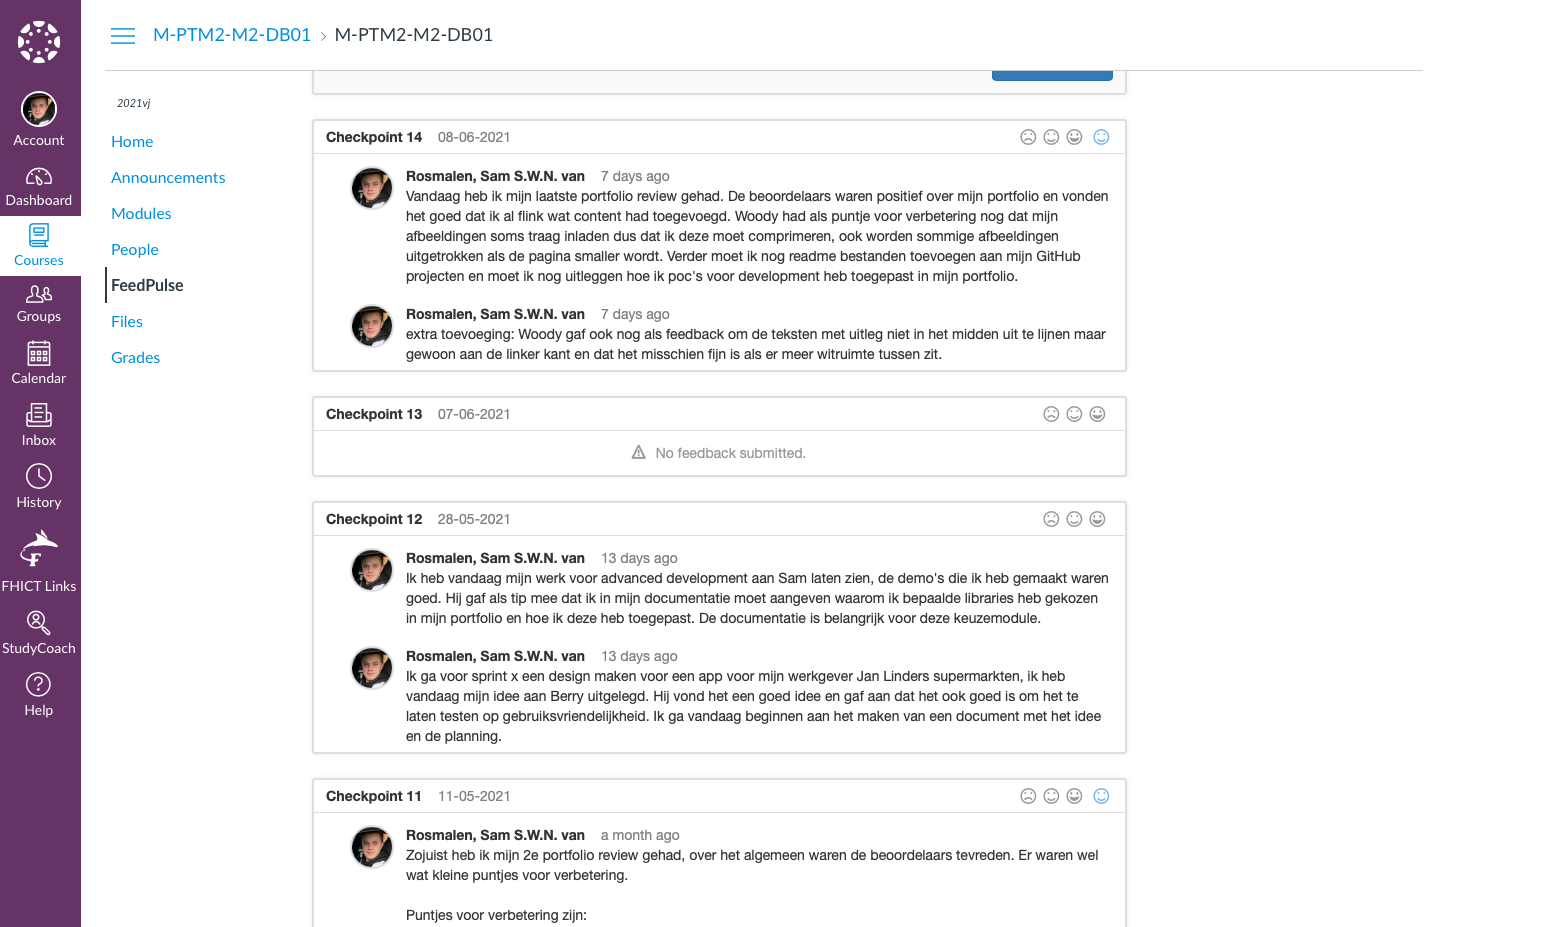 M-PTM2-M2-DB01 › M-PTM2-M2-DB01
2021vj
Account
Dashboard
Courses
Groups
Calendar
Inbox
History
FHICT Links
StudyCoach
Help
Home
Announcements
Modules
People
FeedPulse
Files
Grades
Checkpoint 14 08-06-2021
Rosmalen, Sam S.W.N. van 7 days ago
Vandaag heb ik mijn laatste portfolio review gehad. De beoordelaars waren positief over mijn portfolio en vonden
het goed dat ik al flink wat content had toegevoegd. Woody had als puntje voor verbetering nog dat mijn
afbeeldingen soms traag inladen dus dat ik deze moet comprimeren, ook worden sommige afbeeldingen
uitgetrokken als de pagina smaller wordt. Verder moet ik nog readme bestanden toevoegen aan mijn GitHub
projecten en moet ik nog uitleggen hoe ik poc's voor development heb toegepast in mijn portfolio.
Rosmalen, Sam S.W.N. van 7 days ago
extra toevoeging: Woody gaf ook nog als feedback om de teksten met uitleg niet in het midden uit te lijnen maar
gewoon aan de linker kant en dat het misschien fijn is als er meer witruimte tussen zit.
Checkpoint 13 07-06-2021
No feedback submitted.
Checkpoint 12 28-05-2021
Rosmalen, Sam S.W.N. van 13 days ago
Ik heb vandaag mijn werk voor advanced development aan Sam laten zien, de demo's die ik heb gemaakt waren
goed. Hij gaf als tip mee dat ik in mijn documentatie moet aangeven waarom ik bepaalde libraries heb gekozen
in mijn portfolio en hoe ik deze heb toegepast. De documentatie is belangrijk voor deze keuzemodule.
Rosmalen, Sam S.W.N. van 13 days ago
Ik ga voor sprint x een design maken voor een app voor mijn werkgever Jan Linders supermarkten, ik heb
vandaag mijn idee aan Berry uitgelegd. Hij vond het een goed idee en gaf aan dat het ook goed is om het te
laten testen op gebruiksvriendelijkheid. Ik ga vandaag beginnen aan het maken van een document met het idee
en de planning.
Checkpoint 11 11-05-2021
Rosmalen, Sam S.W.N. van a month ago
Zojuist heb ik mijn 2e portfolio review gehad, over het algemeen waren de beoordelaars tevreden. Er waren wel
wat kleine puntjes voor verbetering.
Puntjes voor verbetering zijn: